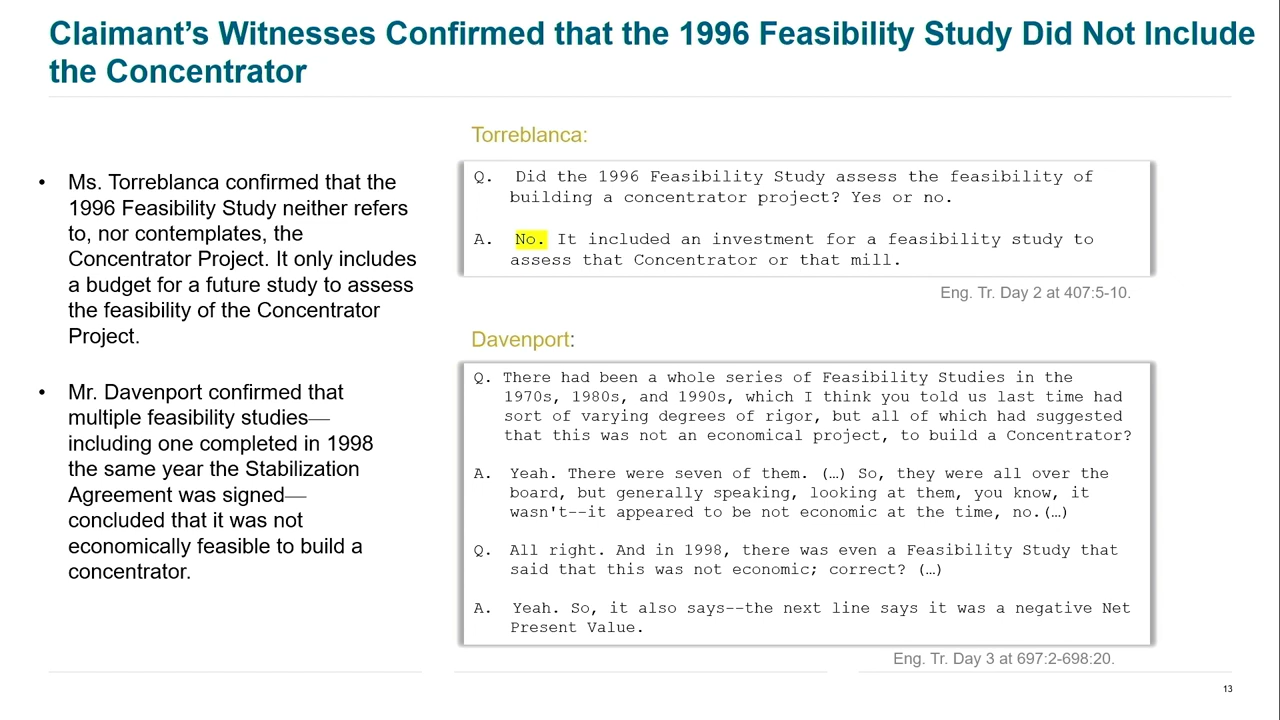 Claimant's Witnesses Confirmed that the 1996 Feasibility Study Did Not Include
the Concentrator
• Ms. Torreblanca confirmed that the
1996 Feasibility Study neither refers
to, nor contemplates, the
Concentrator Project. It only includes
a budget for a future study to assess
the feasibility of the Concentrator
Project.
• Mr. Davenport confirmed that
multiple feasibility studies—
including one completed in 1998
the same year the Stabilization
Agreement was signed—
concluded that it was not
economically feasible to build a
concentrator.
Torreblanca:
Q. Did the 1996 Feasibility Study assess the feasibility of
building a concentrator project? Yes or no.
A. No. It included an investment for a feasibility study to
assess that Concentrator or that mill.
Eng. Tr. Day 2 at 407:5-10.
Davenport:
Q. There had been a whole series of Feasibility Studies in the
1970s, 1980s, and 1990s, which I think you told us last time had
sort of varying degrees of rigor, but all of which had suggested
that this was not an economical project, to build a Concentrator?
A. Yeah. There were seven of them. (…) So, they were all over the
board, but generally speaking, looking at them, you know, it
wasn't--it appeared to be not economic at the time, no.(…)
Q. All right. And in 1998, there was even a Feasibility Study that
said that this was not economic; correct? (…)
A. Yeah. So, it also says--the next line says it was a negative Net
Present Value.
Eng. Tr. Day 3 at 697:2-698:20.
13